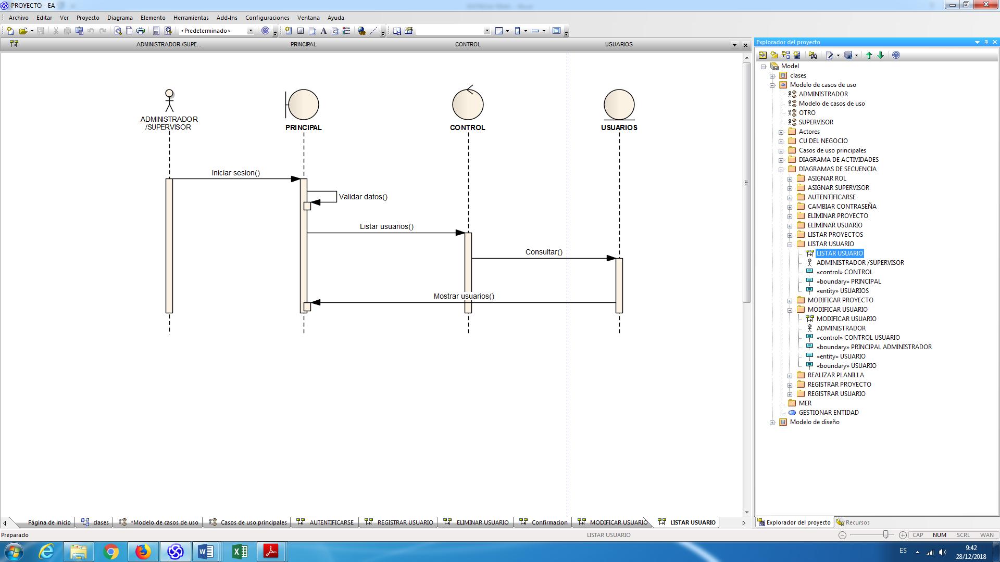 PROYECTO - EA
Archivo Editar Ver Proyecto Diagrama Elemento Herramientas Add-Ins Configuraciones Ventana Ayuda
<Predeterminado>
ADMINISTRADOR /SUPE... PRINCIPAL CONTROL USUARIOS
ADMINISTRADOR
/SUPERVISOR
PRINCIPAL
CONTROL
USUARIOS
Iniciar sesion()
Validar datos()
Listar usuarios()
Consultar()
Mostrar usuarios()
Explorador del proyecto
Model
clases
Modelo de casos de uso
ADMINISTRADOR
Modelo de casos de uso
OTRO
SUPERVISOR
Actores
CU DEL NEGOCIO
Casos de uso principales
DIAGRAMA DE ACTIVIDADES
DIAGRAMAS DE SECUENCIA
ASIGNAR ROL
ASIGNAR SUPERVISOR
AUTENTIFICARSE
CAMBIAR CONTRASEÑA
ELIMINAR PROYECTO
ELIMINAR USUARIO
LISTAR PROYECTOS
LISTAR USUARIO
LISTAR USUARIO
ADMINISTRADOR /SUPERVISOR
«control» CONTROL
«boundary» PRINCIPAL
«entity» USUARIOS
MODIFICAR PROYECTO
MODIFICAR USUARIO
MODIFICAR USUARIO
ADMINISTRADOR
«control» CONTROL USUARIO
«boundary» PRINCIPAL ADMINISTRADOR
«entity» USUARIO
«boundary» USUARIO
REALIZAR PLANILLA
REGISTRAR PROYECTO
REGISTRAR USUARIO
MER
GESTIONAR ENTIDAD
Modelo de diseño
Página de inicio clases *Modelo de casos de uso Casos de uso principales AUTENTIFICARSE REGISTRAR USUARIO ELIMINAR USUARIO Confirmacion MODIFICAR USUARIO LISTAR USUARIO
Explorador del proyecto Recursos
Preparado LISTAR USUARIO CAP NUM SCRL WAN
ES
9:42
28/12/2018